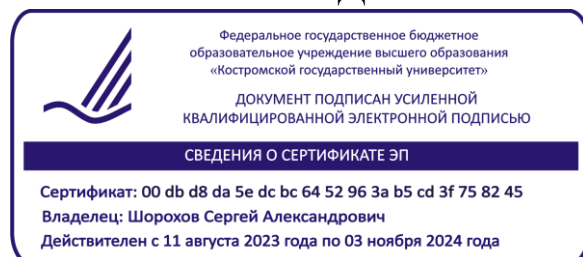 Федеральное государственное бюджетное
образовательное учреждение высшего образования
«Костромской государственный университет»
ДОКУМЕНТ ПОДПИСАН УСИЛЕННОЙ
КВАЛИФИЦИРОВАННОЙ ЭЛЕКТРОННОЙ ПОДПИСЬЮ
СВЕДЕНИЯ О СЕРТИФИКАТЕ ЭП
Сертификат: 00 db d8 da 5e dc bc 64 52 96 3a b5 cd 3f 75 82 45
Владелец: Шорохов Сергей Александрович
Действителен с 11 августа 2023 года по 03 ноября 2024 года